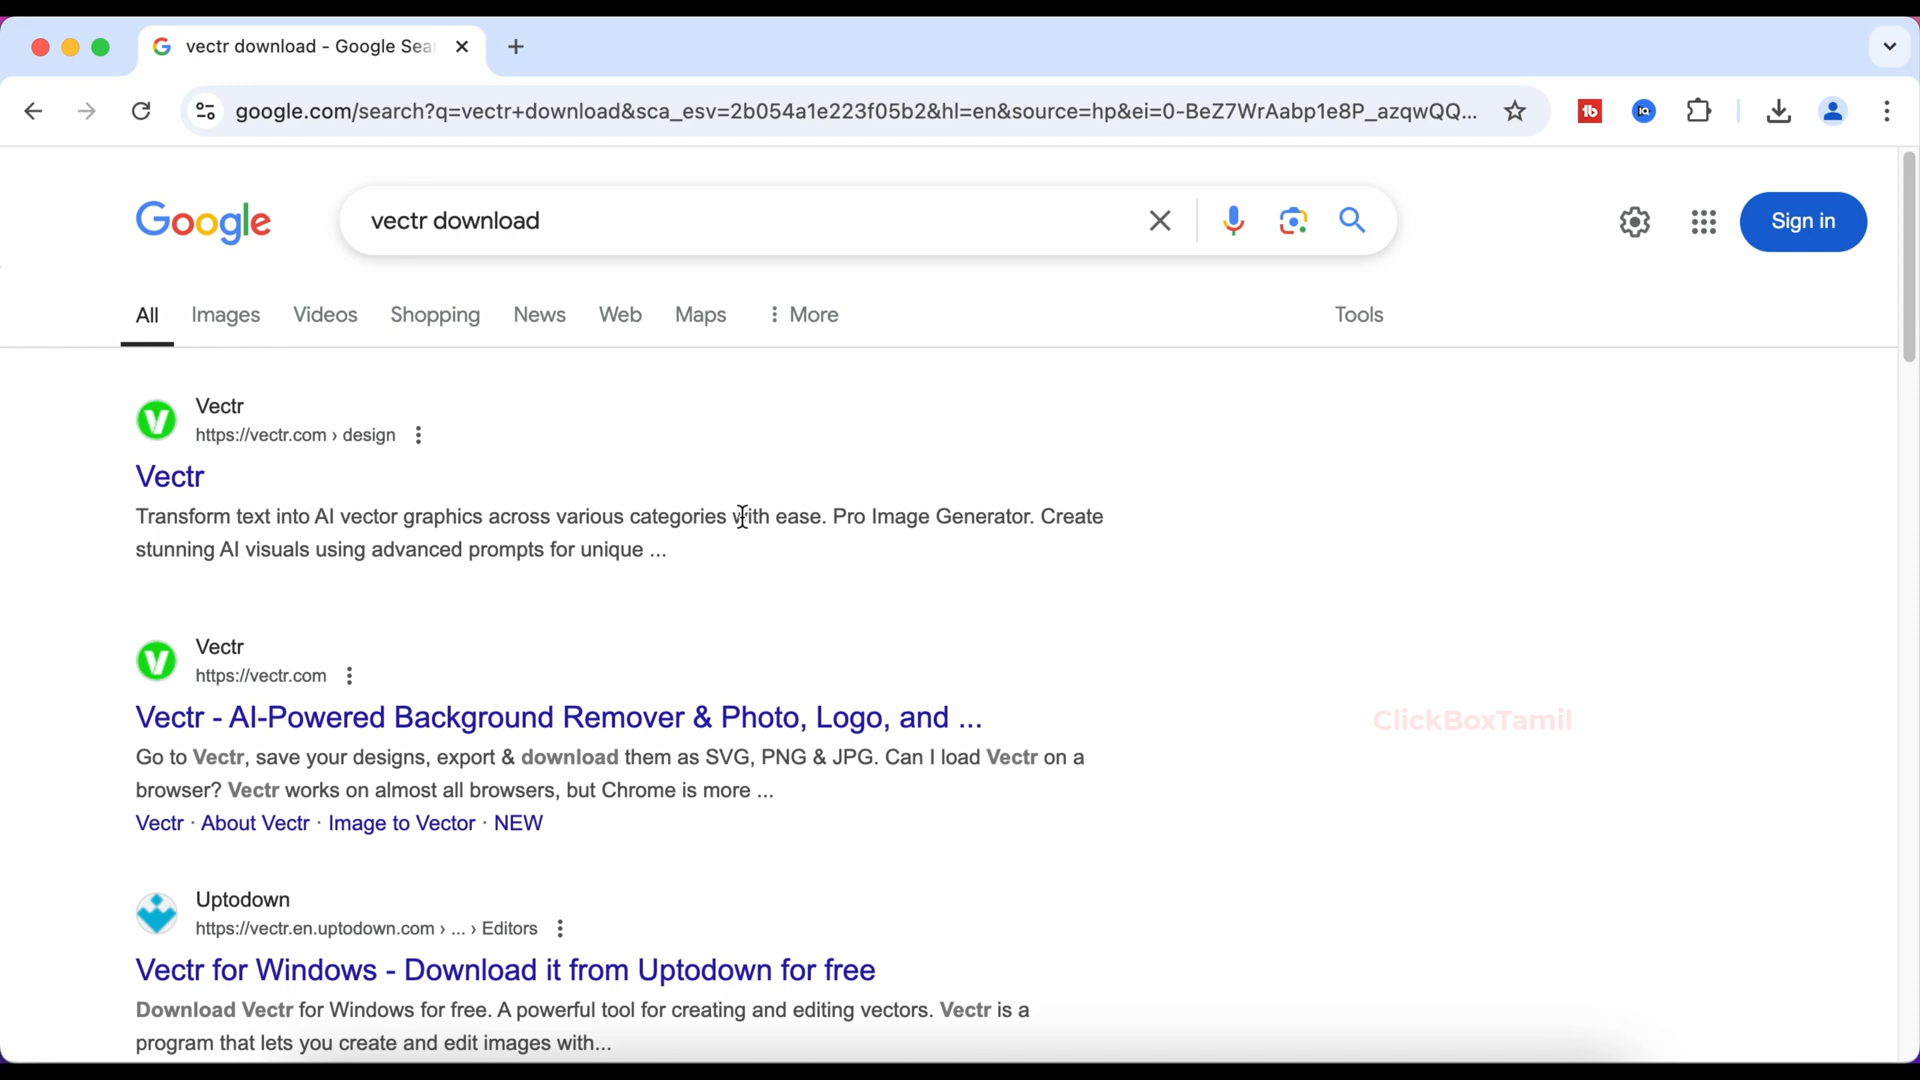 vectr download - Google Sear
google.com/search?q=vectr+download&sca_esv=2b054a1e223f05b2&hl=en&source=hp&ei=0-BeZ7WrAabp1e8P_azqwQQ...
Google
vectr download
Sign in
All
Images
Videos
Shopping
News
Web
Maps
More
Tools
Vectr
https://vectr.com › design
Vectr
Transform text into AI vector graphics across various categories with ease. Pro Image Generator. Create
stunning AI visuals using advanced prompts for unique ...
Vectr
https://vectr.com
Vectr - AI-Powered Background Remover & Photo, Logo, and ...
Go to Vectr, save your designs, export & download them as SVG, PNG & JPG. Can I load Vectr on a
browser? Vectr works on almost all browsers, but Chrome is more ...
Vectr · About Vectr · Image to Vector · NEW
ClickBoxTamil
Uptodown
https://vectr.en.uptodown.com › ... › Editors
Vectr for Windows - Download it from Uptodown for free
Download Vectr for Windows for free. A powerful tool for creating and editing vectors. Vectr is a
program that lets you create and edit images with...